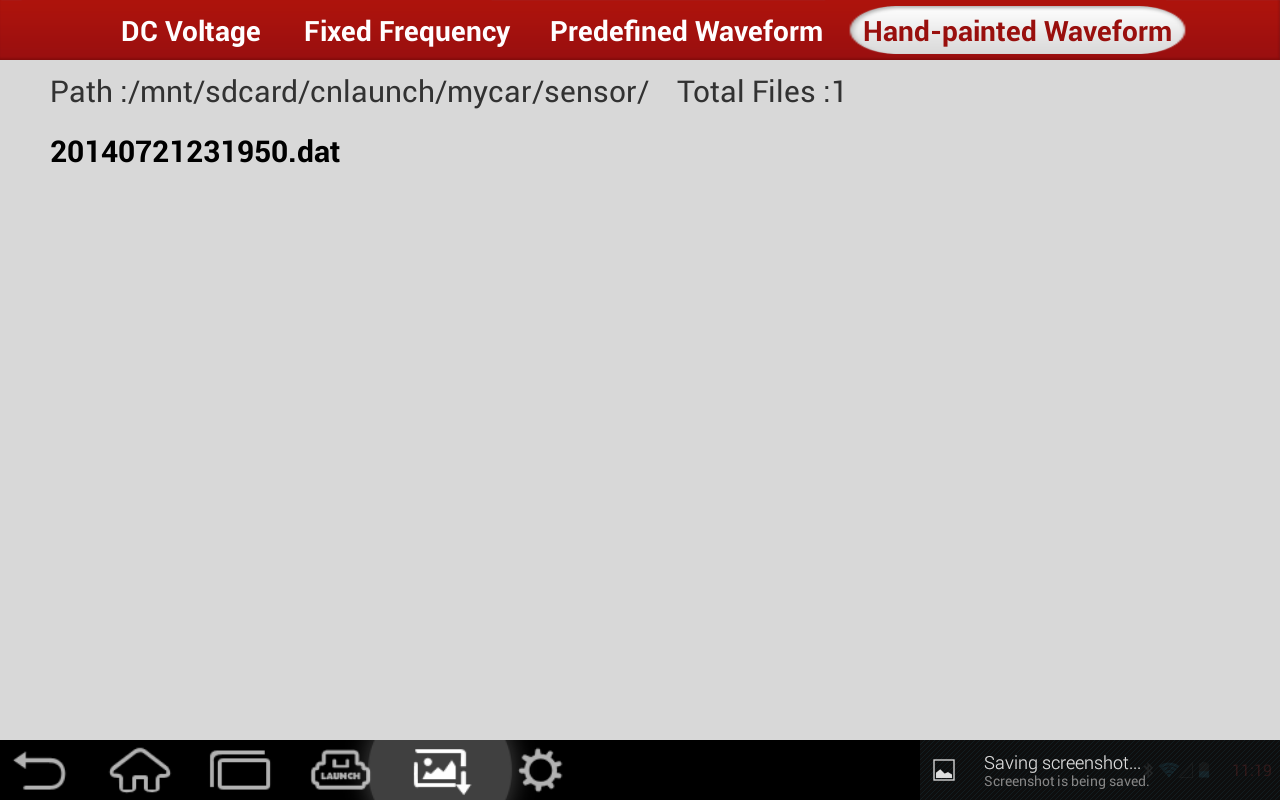 DC Voltage Fixed Frequency Predefined Waveform Hand-painted Waveform
Path :/mnt/sdcard/cnlaunch/mycar/sensor/ Total Files :1
20140721231950.dat
LAUNCH
Saving screenshot...
Screenshot is being saved.
11:19